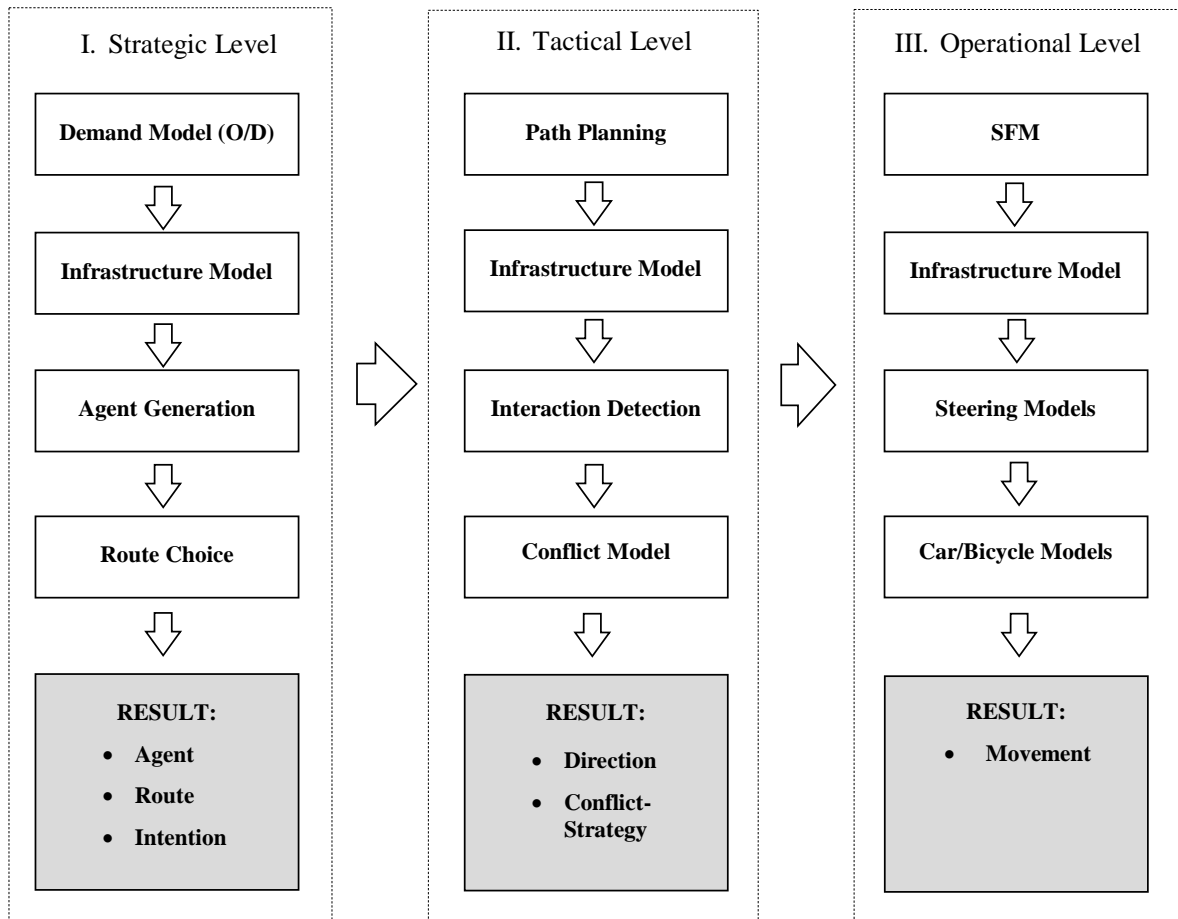 I. Strategic Level
Demand Model (O/D)
Infrastructure Model
Agent Generation
Route Choice
RESULT:
• Agent
• Route
• Intention
II. Tactical Level
Path Planning
Infrastructure Model
Interaction Detection
Conflict Model
RESULT:
• Direction
• Conflict-
Strategy
III. Operational Level
SFM
Infrastructure Model
Steering Models
Car/Bicycle Models
RESULT:
• Movement